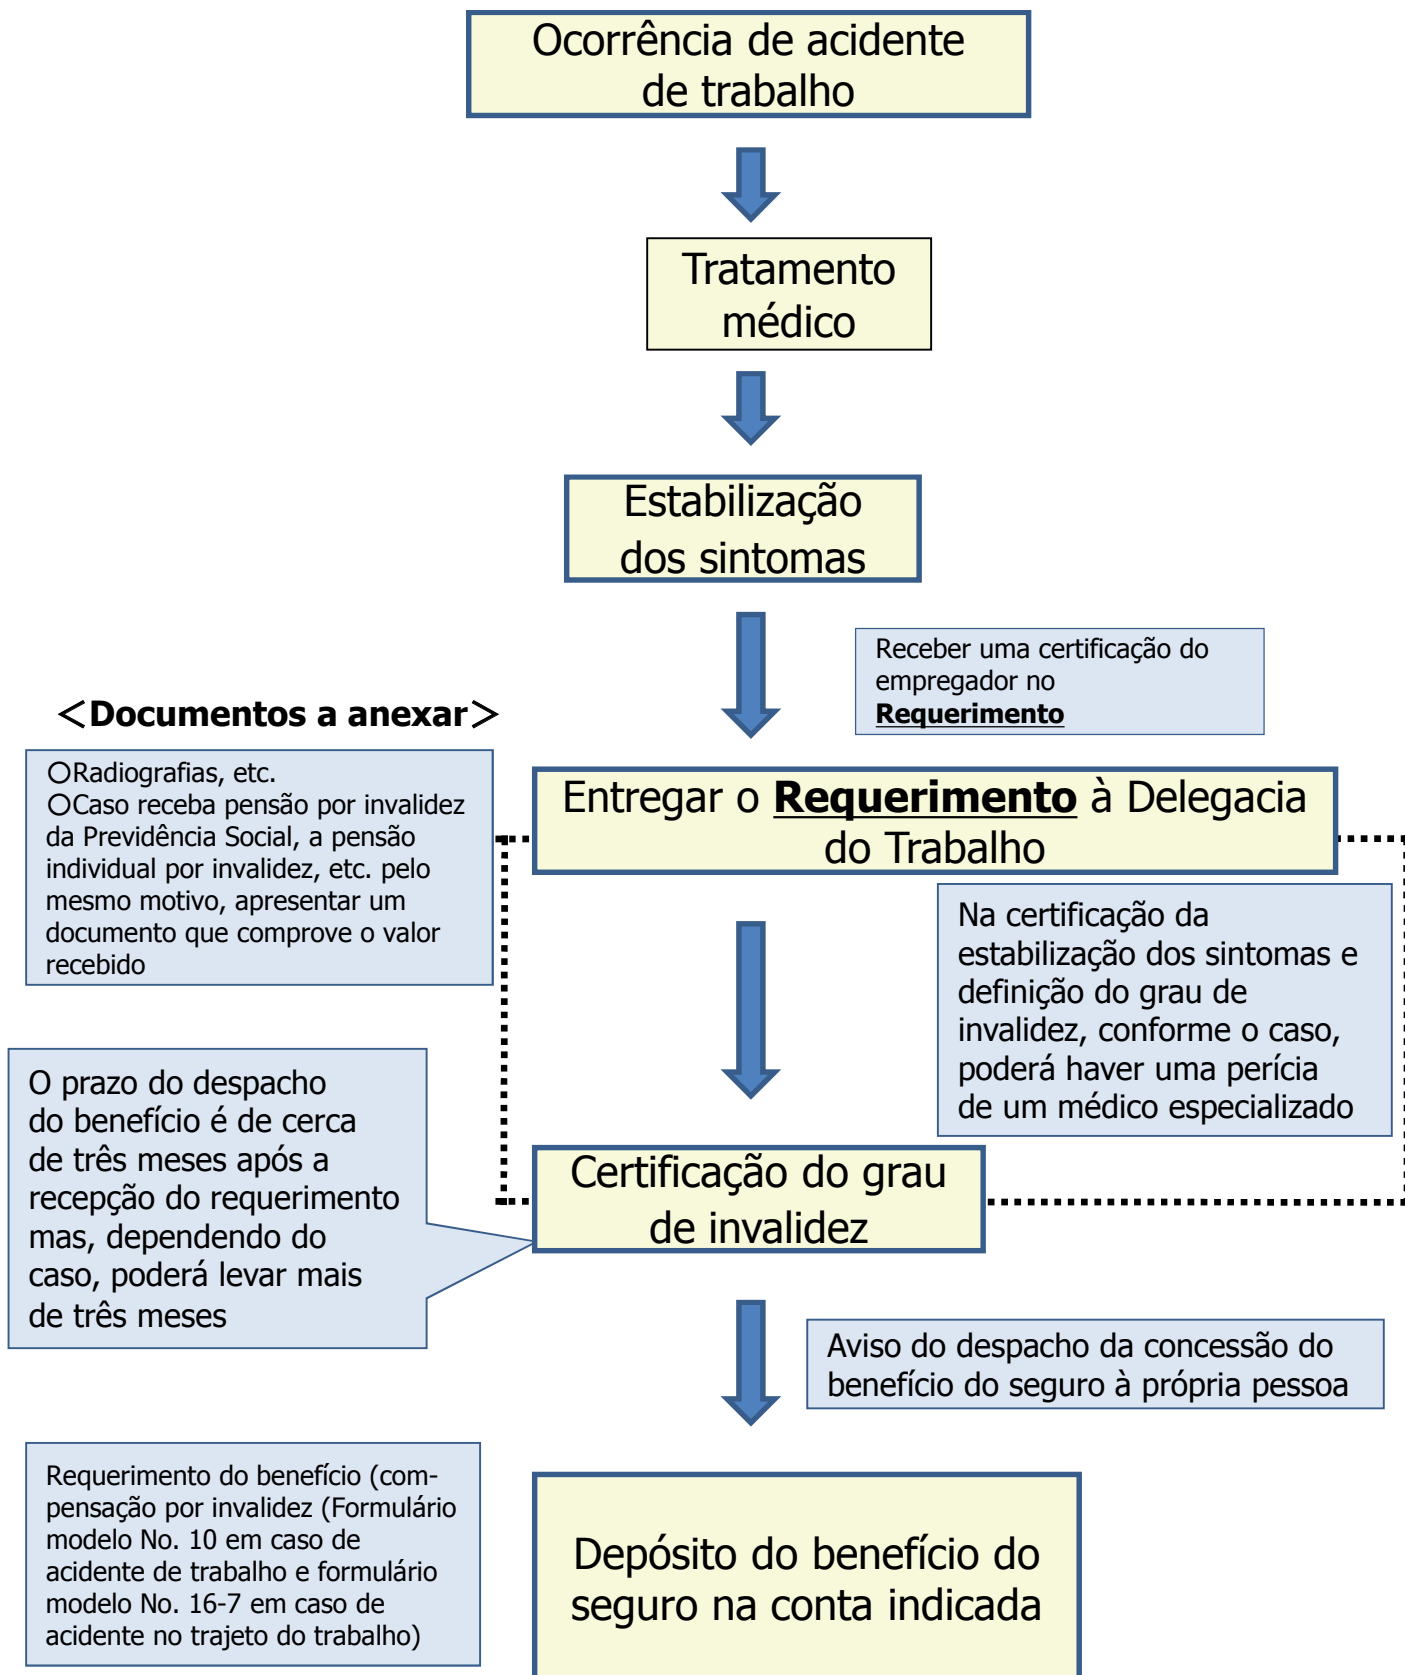 Ocorrência de acidente
de trabalho
Tratamento
médico
Estabilização
dos sintomas
Receber uma certificação do
empregador no
Requerimento
＜Documentos a anexar＞
○Radiografias, etc.
○Caso receba pensão por invalidez
da Previdência Social, a pensão
individual por invalidez, etc. pelo
mesmo motivo, apresentar um
documento que comprove o valor
recebido
Entregar o Requerimento à Delegacia
do Trabalho
Na certificação da
estabilização dos sintomas e
definição do grau de
invalidez, conforme o caso,
poderá haver uma perícia
de um médico especializado
O prazo do despacho
do benefício é de cerca
de três meses após a
recepção do requerimento
mas, dependendo do
caso, poderá levar mais
de três meses
Certificação do grau
de invalidez
Aviso do despacho da concessão do
benefício do seguro à própria pessoa
Requerimento do benefício (com-
pensação por invalidez (Formulário
modelo No. 10 em caso de
acidente de trabalho e formulário
modelo No. 16-7 em caso de
acidente no trajeto do trabalho)
Depósito do benefício do
seguro na conta indicada